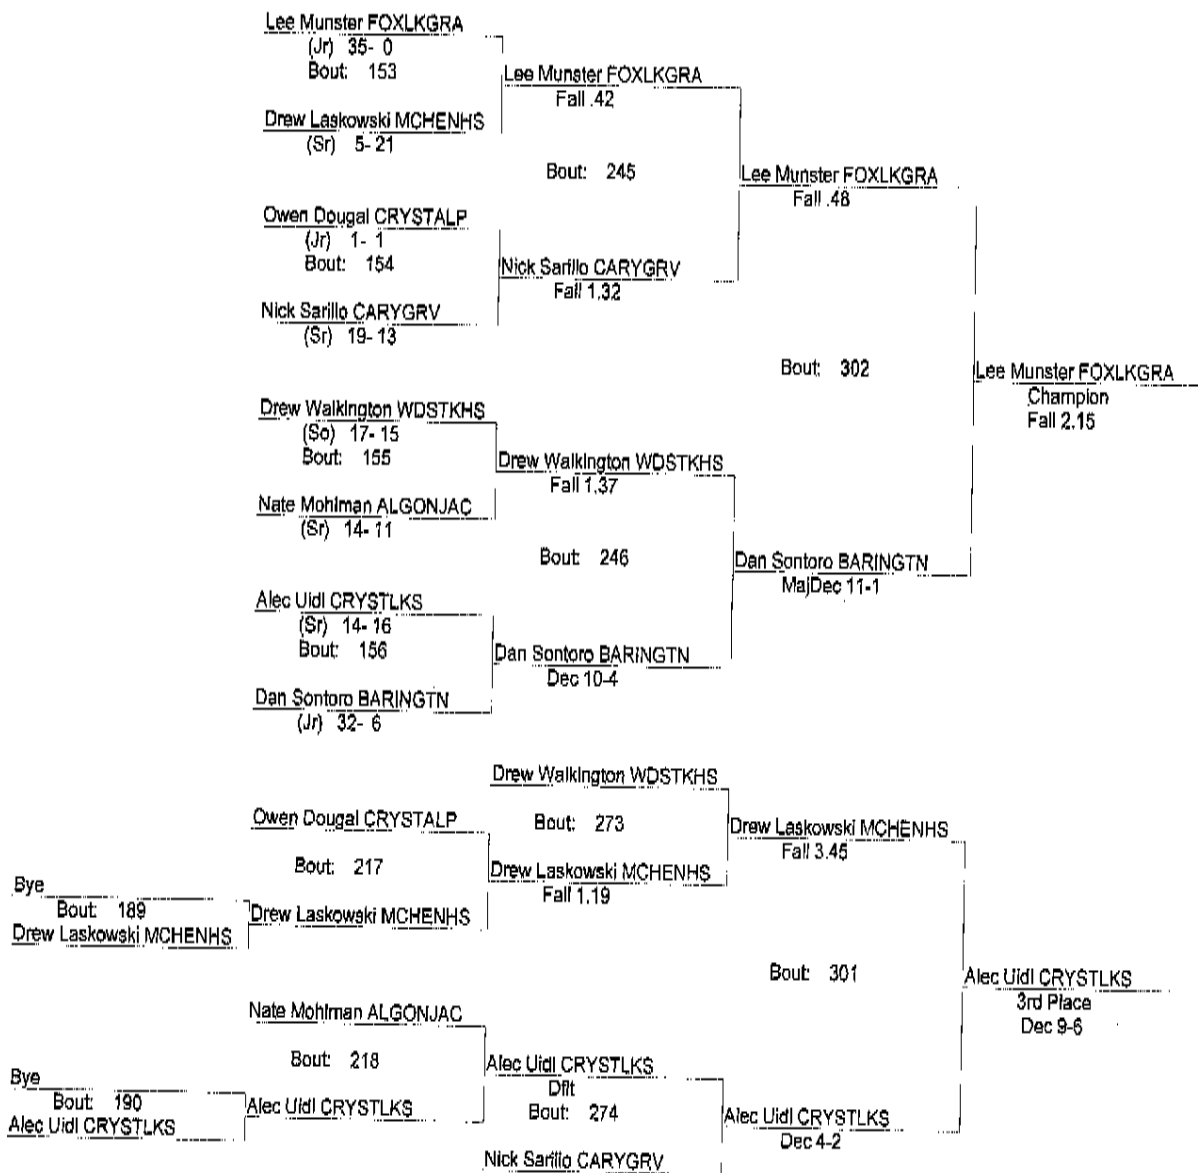 Lee Munster FOXLKGRA
(Jr) 35- 0
Bout: 153
Lee Munster FOXLKGRA
Fall .42
Drew Laskowski MCHENHS
(Sr) 5- 21
Bout: 245
Lee Munster FOXLKGRA
Fall .48
Owen Dougal CRYSTALP
(Jr) 1- 1
Bout: 154
Nick Sarillo CARYGRV
Fall 1.32
Nick Sarillo CARYGRV
(Sr) 19- 13
Bout: 302
Lee Munster FOXLKGRA
Champion
Fall 2.15
Drew Walkington WDSTKHS
(So) 17- 15
Bout: 155
Drew Walkington WDSTKHS
Fall 1.37
Nate Mohlman ALGONJAC
(Sr) 14- 11
Bout: 246
Dan Sontoro BARINGTN
MajDec 11-1
Alec Uidl CRYSTLKS
(Sr) 14- 16
Bout: 156
Dan Sontoro BARINGTN
Dec 10-4
Dan Sontoro BARINGTN
(Jr) 32- 6
Drew Walkington WDSTKHS
Owen Dougal CRYSTALP
Bout: 273
Drew Laskowski MCHENHS
Fall 3.45
Bout: 217
Drew Laskowski MCHENHS
Fall 1.19
Bye
Bout: 189
Drew Laskowski MCHENHS
Drew Laskowski MCHENHS
Bout: 301
Alec Uidl CRYSTLKS
3rd Place
Dec 9-6
Nate Mohlman ALGONJAC
Bout: 218
Alec Uidl CRYSTLKS
Dflt
Bout: 274
Bye
Bout: 190
Alec Uidl CRYSTLKS
Alec Uidl CRYSTLKS
Alec Uidl CRYSTLKS
Dec 4-2
Nick Sarillo CARYGRV